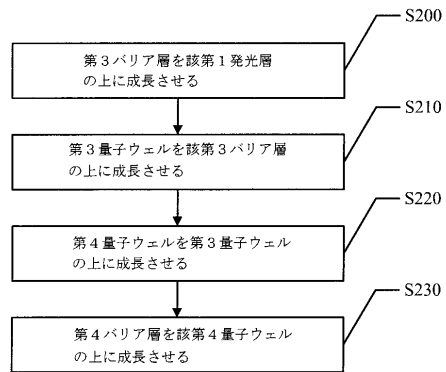 S200
第3バリア層を該第1発光層
の上に成長させる
S210
第3量子ウェルを該第3バリア層
の上に成長させる
S220
第4量子ウェルを第3量子ウェル
の上に成長させる
S230
第4バリア層を該第4量子ウェル
の上に成長させる